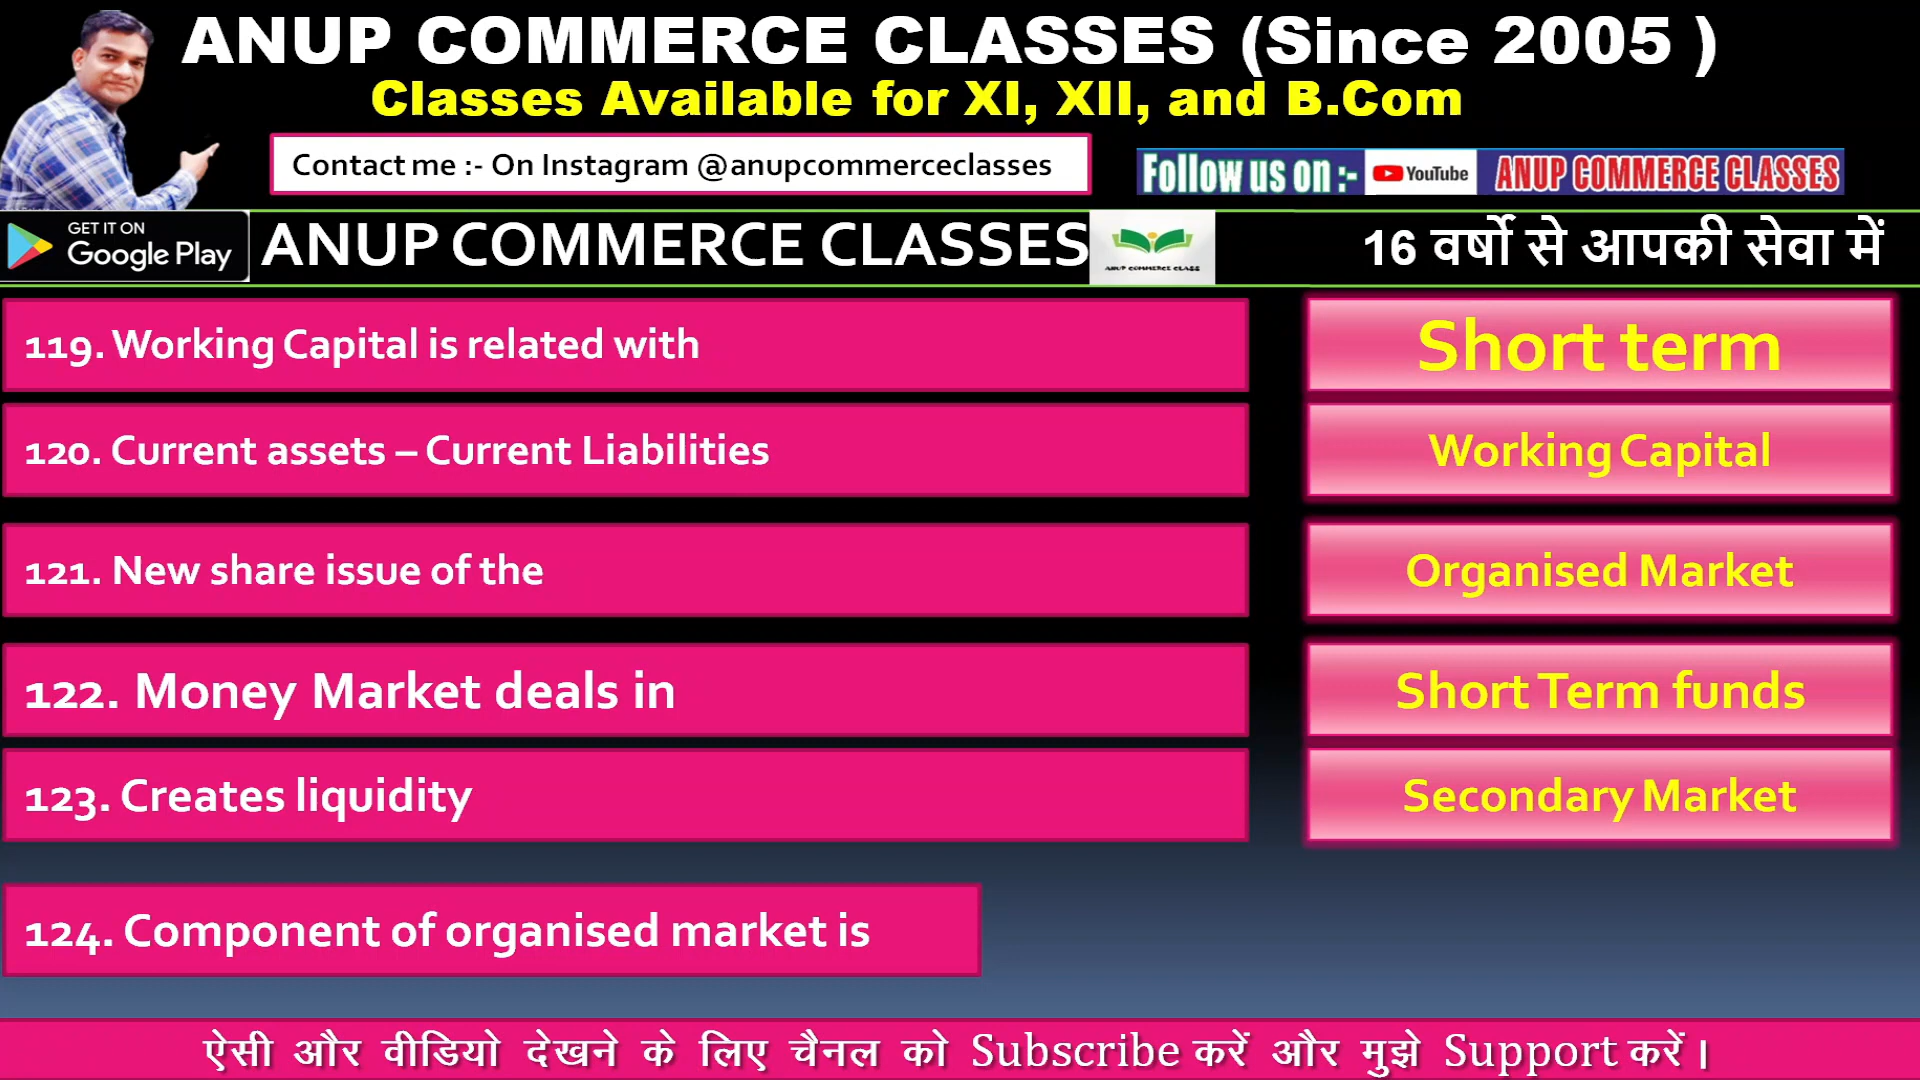 ANUP COMMERCE CLASSES (Since 2005 )
Classes Available for XI, XII, and B.Com
Contact me :- On Instagram @anupcommerceclasses
Follow us on :- YouTube ANUP COMMERCE CLASSES
GET IT ON
Google Play
ANUP COMMERCE CLASSES
ANUP COMMERCE CLASS
16 वर्षो से आपकी सेवा में
119. Working Capital is related with
Short term
120. Current assets – Current Liabilities
Working Capital
121. New share issue of the
Organised Market
122. Money Market deals in
Short Term funds
123. Creates liquidity
Secondary Market
124. Component of organised market is
ऐसी और वीडियो देखने के लिए चैनल को Subscribe करें और मुझे Support करें।